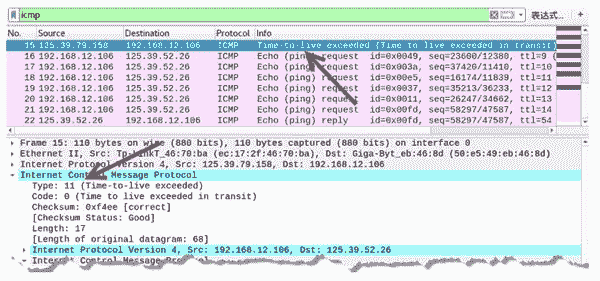 icmp 表达式…
No. Source Destination Protocol Info
15 125.39.79.158 192.168.12.106 ICMP Time-to-live exceeded (Time to live exceeded in transit)
16 192.168.12.106 125.39.52.26 ICMP Echo (ping) request id=0x0049, seq=23600/12380, ttl=9 (
17 192.168.12.106 125.39.52.26 ICMP Echo (ping) request id=0x003a, seq=37420/11410, ttl=10
18 192.168.12.106 125.39.52.26 ICMP Echo (ping) request id=0x00e5, seq=16174/11839, ttl=11
19 192.168.12.106 125.39.52.26 ICMP Echo (ping) request id=0x0037, seq=35213/36233, ttl=12
20 192.168.12.106 125.39.52.26 ICMP Echo (ping) request id=0x0011, seq=26247/34662, ttl=13
21 192.168.12.106 125.39.52.26 ICMP Echo (ping) request id=0x00fd, seq=58297/47587, ttl=14
22 125.39.52.26 192.168.12.106 ICMP Echo (ping) reply id=0x00fd, seq=58297/47587, ttl=54
Frame 15: 110 bytes on wire (880 bits), 110 bytes captured (880 bits) on interface 0
Ethernet II, Src: Tp-LinkT_46:70:ba (ec:17:2f:46:70:ba), Dst: Giga-Byt_eb:46:8d (50:e5:49:eb:46:8d)
Internet Protocol Version 4, Src: 125.39.79.158, Dst: 192.168.12.106
Internet Control Message Protocol
Type: 11 (Time-to-live exceeded)
Code: 0 (Time to live exceeded in transit)
Checksum: 0xf4ee [correct]
[Checksum Status: Good]
Length: 17
[Length of original datagram: 68]
Internet Protocol Version 4, Src: 192.168.12.106, Dst: 125.39.52.26
Internet Control Message Protocol